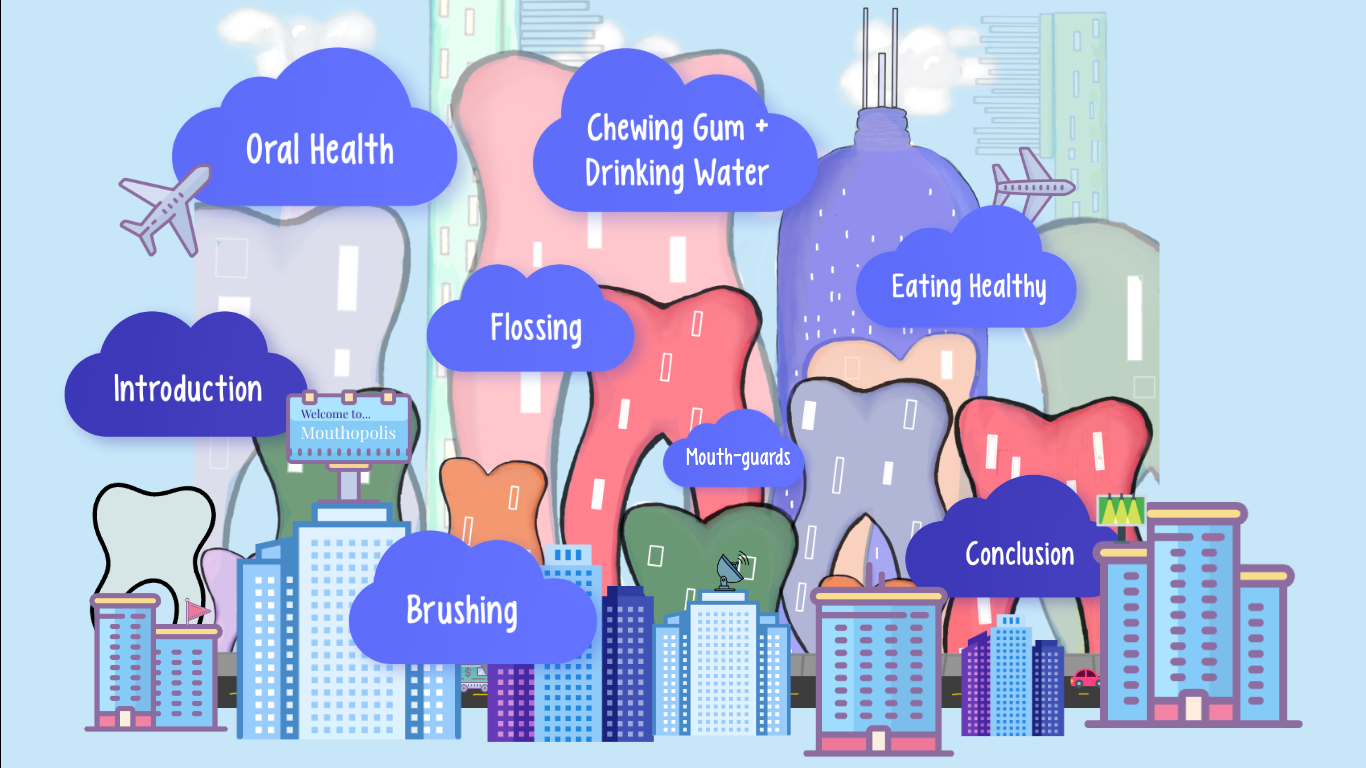 Oral Health
Chewing Gum +
Drinking Water
Eating Healthy
Flossing
Introduction
Welcome to...
Mouthopolis
Mouth-guards
Conclusion
Brushing